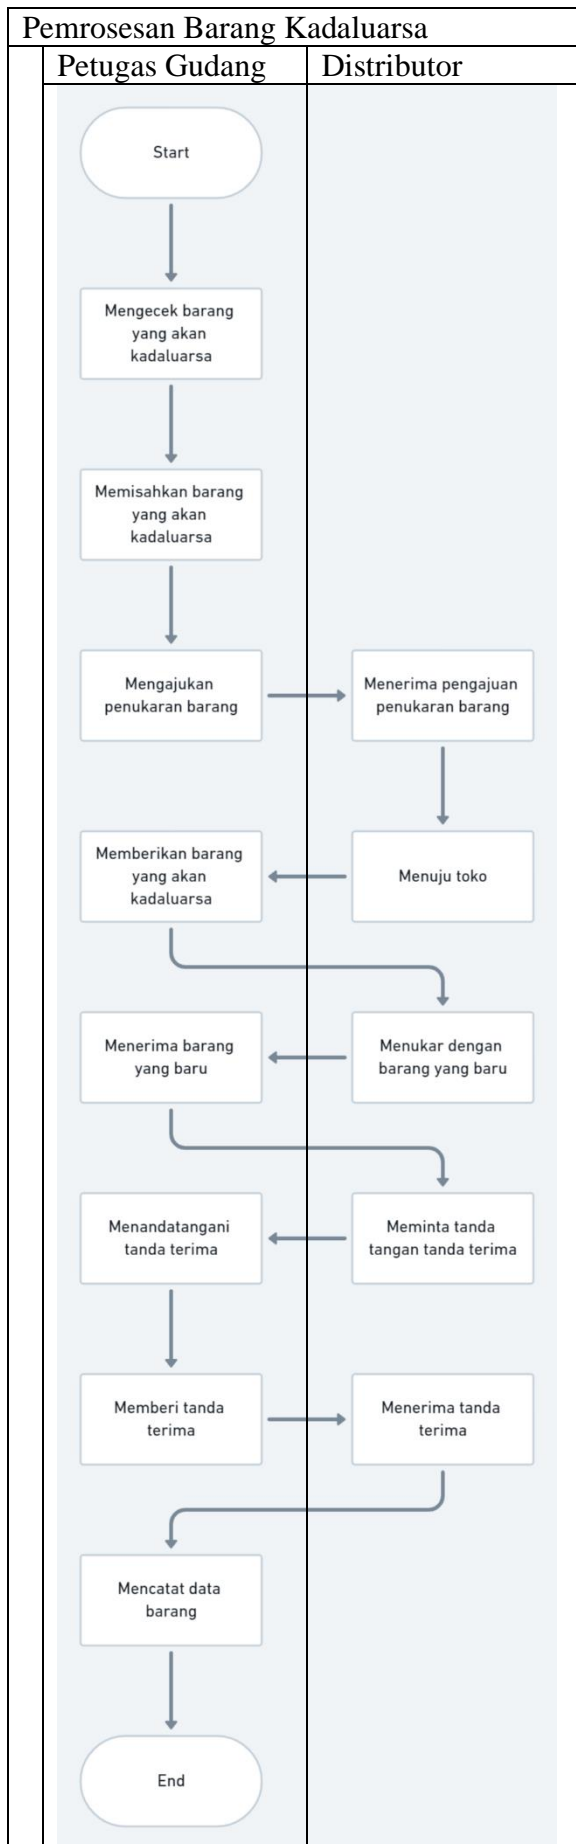 Pemrosesan Barang Kadaluarsa
Petugas Gudang
Distributor
Start
Mengecek barang
yang akan
kadaluarsa
Memisahkan barang
yang akan
kadaluarsa
Mengajukan
penukaran barang
Menerima pengajuan
penukaran barang
Memberikan barang
yang akan
kadaluarsa
Menuju toko
Menerima barang
yang baru
Menukar dengan
barang yang baru
Menandatangani
tanda terima
Meminta tanda
tangan tanda terima
Memberi tanda
terima
Menerima tanda
terima
Mencatat data
barang
End